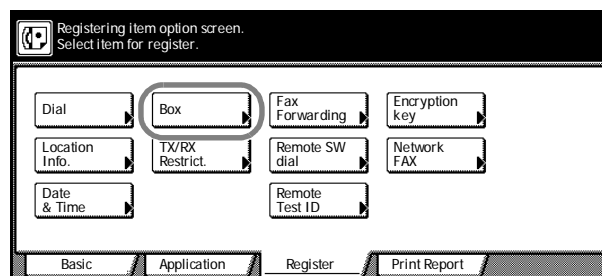 Registering item option screen.
Select item for register.
Dial
Box
Fax
Forwarding
Encryption
key
Location
Info.
TX/RX
Restrict.
Remote SW
dial
Network
FAX
Date
& Time
Remote
Test ID
Basic
Application
Register
Print Report